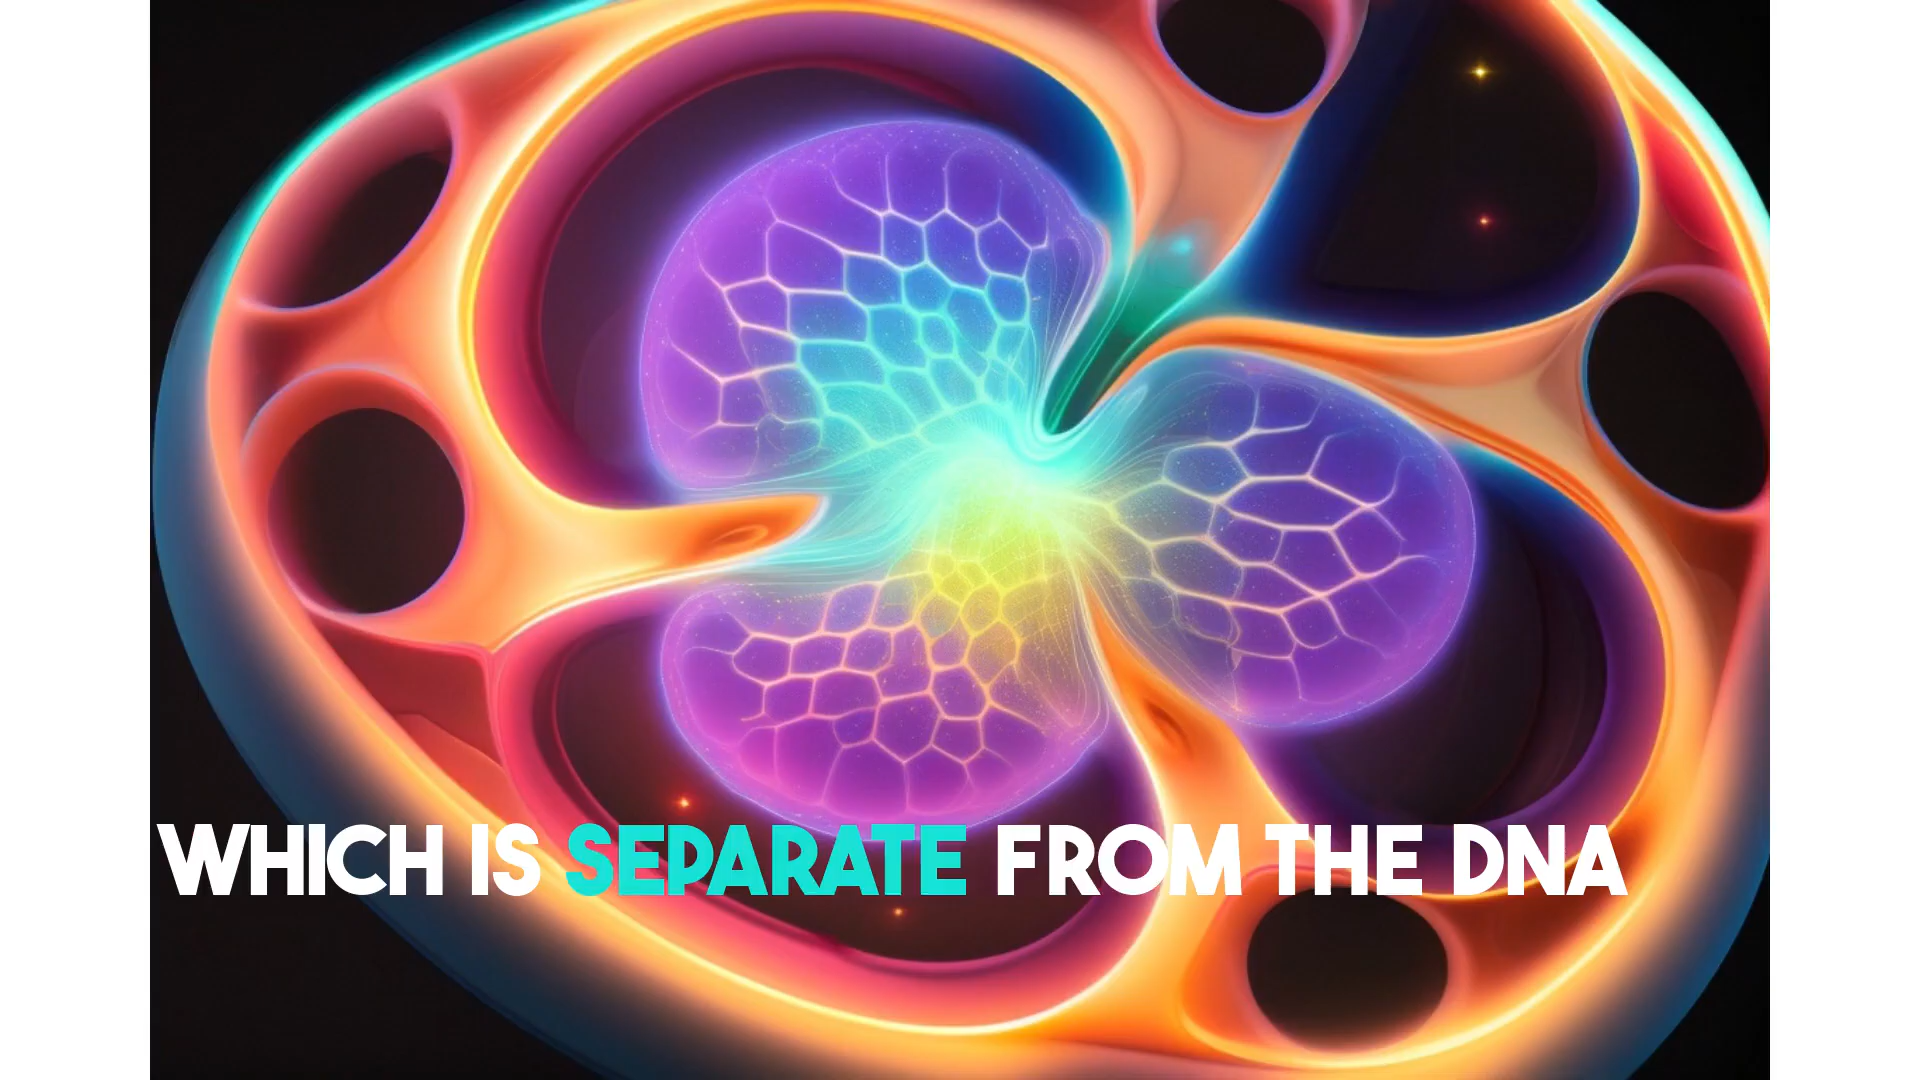 WHICH IS SEPARATE FROM THE DNA